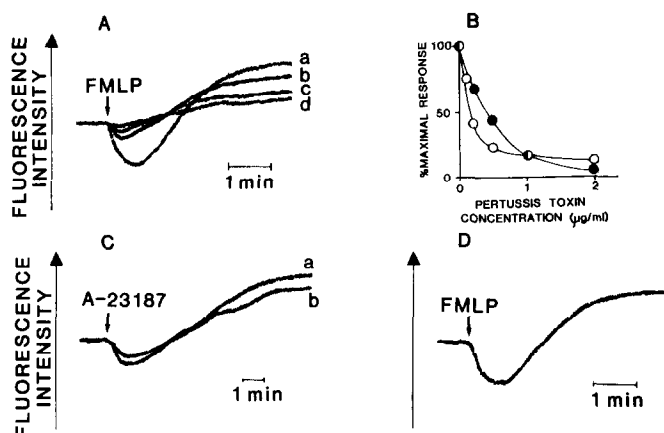 A
FLUORESCENCE
INTENSITY
FMLP
a
b
c
d
1 min
B
% MAXIMAL RESPONSE
100
50
0
0
1
2
PERTUSSIS TOXIN
CONCENTRATION (μg/ml)
C
FLUORESCENCE
INTENSITY
A-23187
a
b
1 min
D
FMLP
1 min